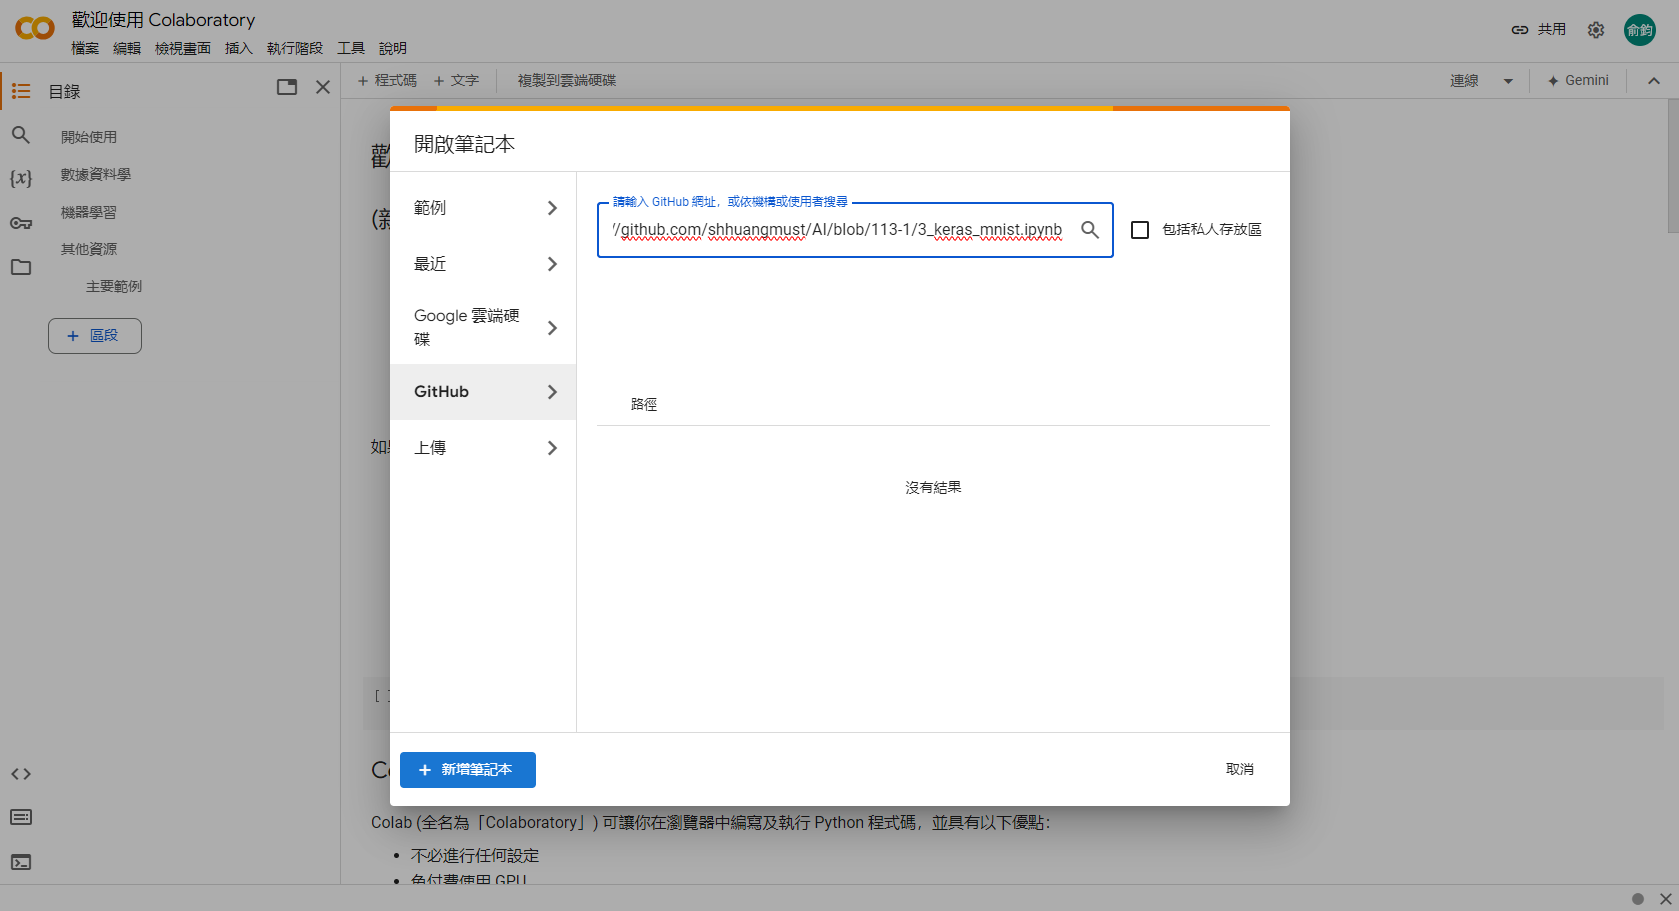 歡迎使用 Colaboratory
檔案 編輯 檢視畫面 插入 執行階段 工具 說明
共用
俞鈞
目錄
+ 程式碼 + 文字 複製到雲端硬碟
連線
Gemini
開始使用
數據資料學
機器學習
其他資源
主要範例
+ 區段
開啟筆記本
範例
最近
Google 雲端硬
碟
GitHub
上傳
請輸入 GitHub 網址，或依機構或使用者搜尋
//github.com/shhuangmust/AI/blob/113-1/3_keras_mnist.ipynb
包括私人存放區
路徑
沒有結果
+ 新增筆記本
取消
Colab (全名為「Colaboratory」) 可讓你在瀏覽器中編寫及執行 Python 程式碼，並具有以下優點：
• 不必進行任何設定
• 免付費使用 GPU